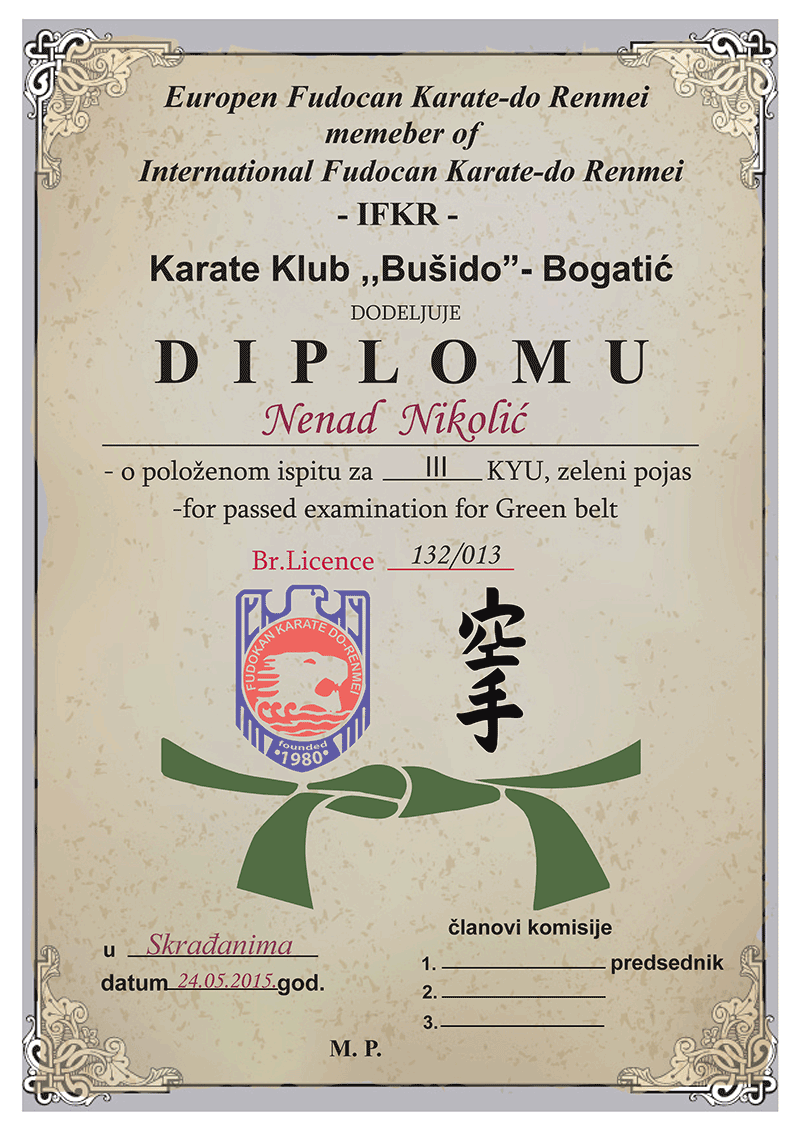 Europen Fudocan Karate-do Renmei
memeber of
International Fudocan Karate-do Renmei
- IFKR -
Karate Klub ,,Bušido”- Bogatić
DODELJUJE
DIPLOMU
Nenad Nikolić
- o položenom ispitu za III KYU, zeleni pojas
-for passed examination for Green belt
Br.Licence 132/013
FUDOKAN KARATE DO-RENMEI
founded
•1980•
空手
u Skrađanima
datum 24.05.2015.god.
članovi komisije
1. predsednik
2.
3.
M. P.